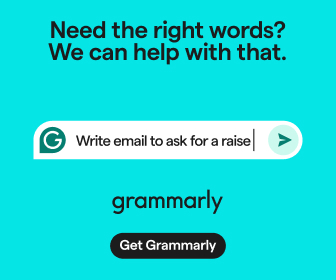 Need the right words?
We can help with that.
Write email to ask for a raise
grammarly
Get Grammarly